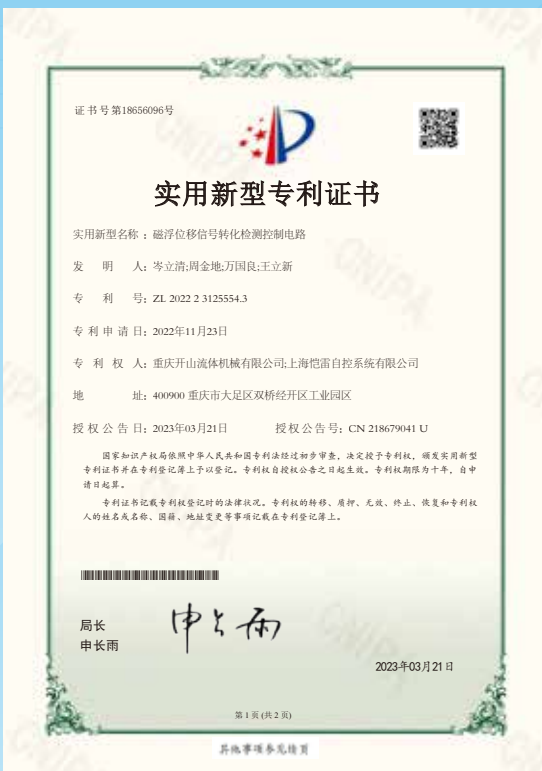 证书号第18656096号
实用新型专利证书
实用新型名称：磁浮位移信号转化检测控制电路
发明人：岑立清;周金地;万国良;王立新
专利号：ZL 2022 2 3125554.3
专利申请日：2022年11月23日
专利权人：重庆开山流体机械有限公司;上海恺雷自控系统有限公司
地址：400900 重庆市大足区双桥经开区工业园区
授权公告日：2023年03月21日 授权公告号：CN 218679041 U
国家知识产权局依照中华人民共和国专利法经过初步审查，决定授予专利权，颁发实用新型
专利证书并在专利登记簿上予以登记。专利权自授权公告之日起生效。专利权期限为十年，自申
请日起算。
专利证书记载专利权登记时的法律状况。专利权的转移、质押、无效、终止、恢复和专利权
人的姓名或名称、国籍、地址变更等事项记载在专利登记簿上。
局长
申长雨
申长雨
2023年03月21日
第 1 页 (共 2 页)
其他事项参见续页
CNIPA